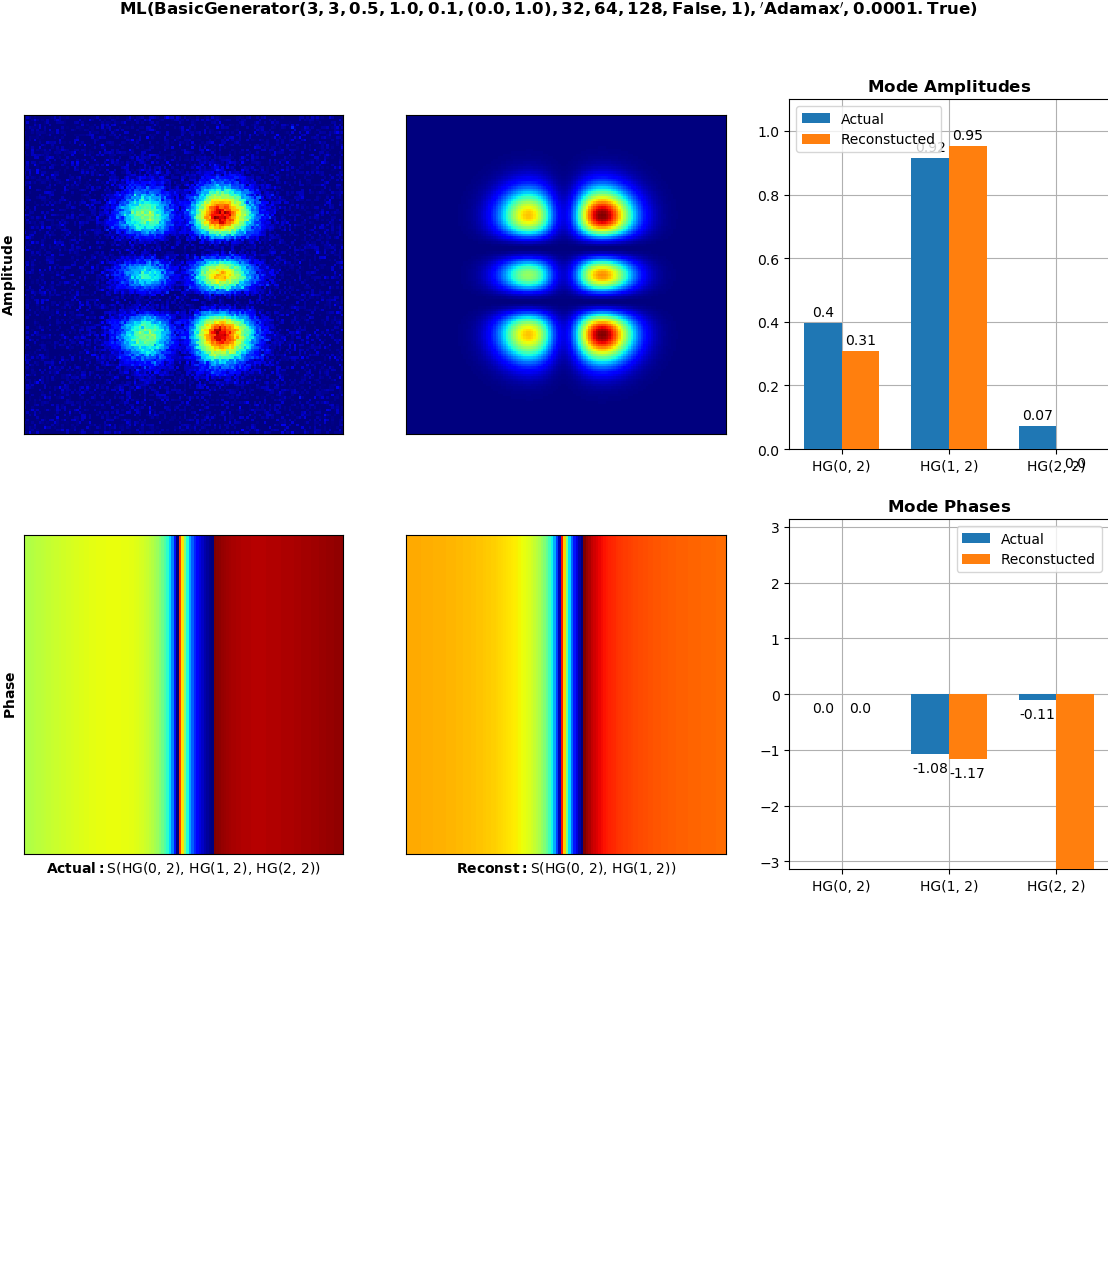 ML(BasicGenerator(3, 3, 0.5, 1.0, 0.1, (0.0, 1.0), 32, 64, 128, False, 1), ′Adamax′, 0.0001. True)
Amplitude
Mode Amplitudes
Actual
Reconstucted
1.0
0.8
0.6
0.4
0.2
0.0
0.4
0.31
0.92
0.95
0.07
0.0
HG(0, 2)
HG(1, 2)
HG(2, 2)
Phase
Actual: S(HG(0, 2), HG(1, 2), HG(2, 2))
Reconst: S(HG(0, 2), HG(1, 2))
Mode Phases
Actual
Reconstucted
3
2
1
0
−1
−2
−3
0.0
0.0
-1.08
-1.17
-0.11
HG(0, 2)
HG(1, 2)
HG(2, 2)